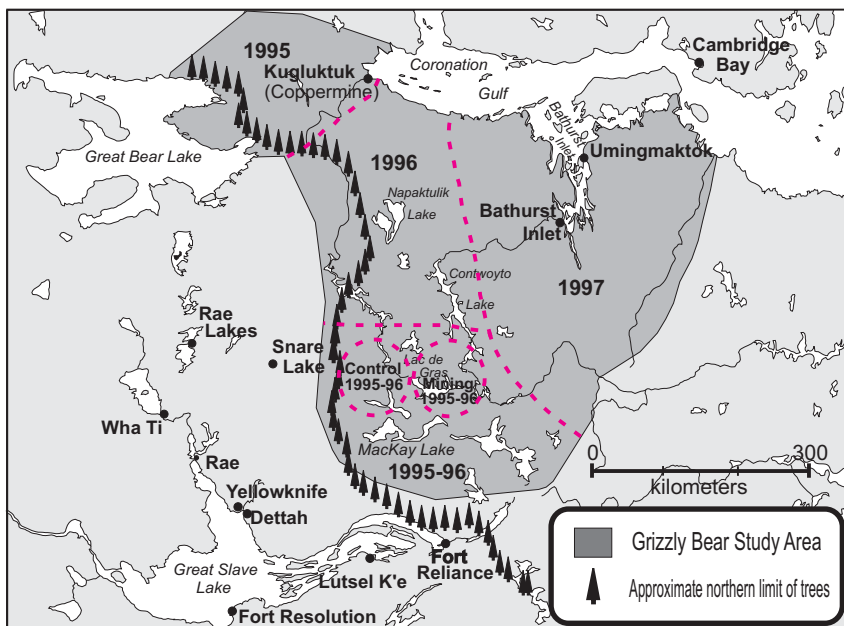 1995
Kugluktuk
(Coppermine)
Coronation
Gulf
Cambridge
Bay
Bathurst
Inlet
Umingmaktok
Great Bear Lake
1996
Napaktulik
Lake
Bathurst
Inlet
Contwoyto
Lake
1997
Rae
Lakes
Snare
Lake
Lac de
Gras
Control
1995-96
Mining
1995-96
Wha Ti
MacKay Lake
1995-96
0 300
kilometers
Rae
Yellowknife
Dettah
Great Slave
Lake
Lutsel K'e
Fort
Reliance
Fort Resolution
Grizzly Bear Study Area
Approximate northern limit of trees